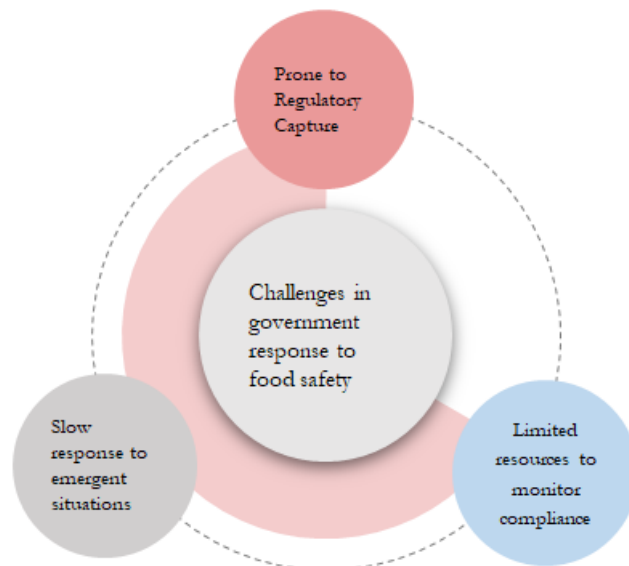 Prone to
Regulatory
Capture
Challenges in
government
response to
food safety
Slow
response to
emergent
situations
Limited
resources to
monitor
compliance